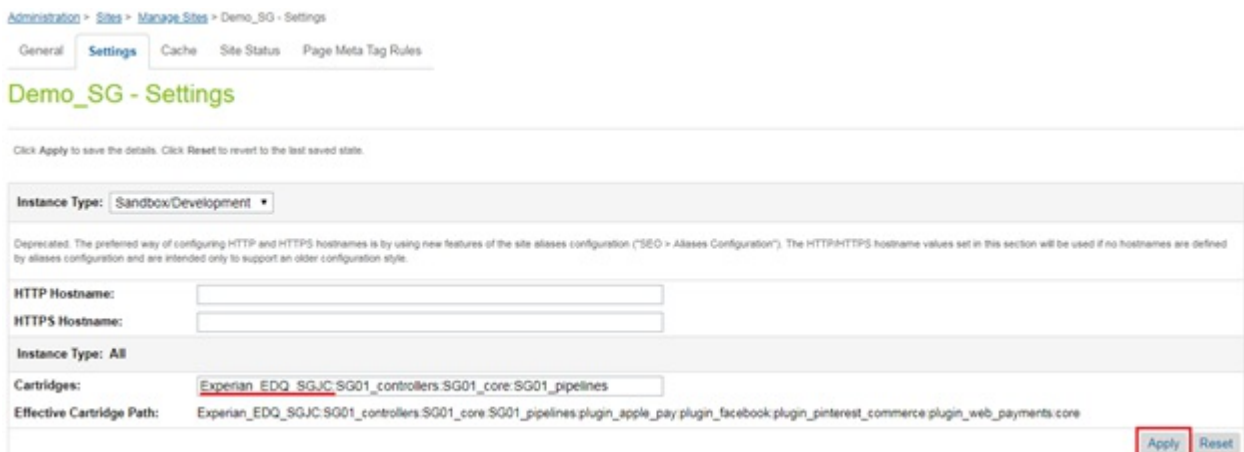 Administration > Sites > Manage Sites > Demo_SG - Settings
General Settings Cache Site Status Page Meta Tag Rules
Demo_SG - Settings
Click Apply to save the details. Click Reset to revert to the last saved state.
Instance Type: Sandbox/Development
Deprecated. The preferred way of configuring HTTP and HTTPS hostnames is by using new features of the site aliases configuration ("SEO > Aliases Configuration"). The HTTP/HTTPS hostname values set in this section will be used if no hostnames are defined
by aliases configuration and are intended only to support an older configuration style.
HTTP Hostname:
HTTPS Hostname:
Instance Type: All
Cartridges: Experian_EDQ_SGJC:SG01_controllers:SG01_core:SG01_pipelines
Effective Cartridge Path: Experian_EDQ_SGJC:SG01_controllers:SG01_core:SG01_pipelines:plugin_apple_pay:plugin_facebook:plugin_pinterest_commerce:plugin_web_payments:core
Apply Reset